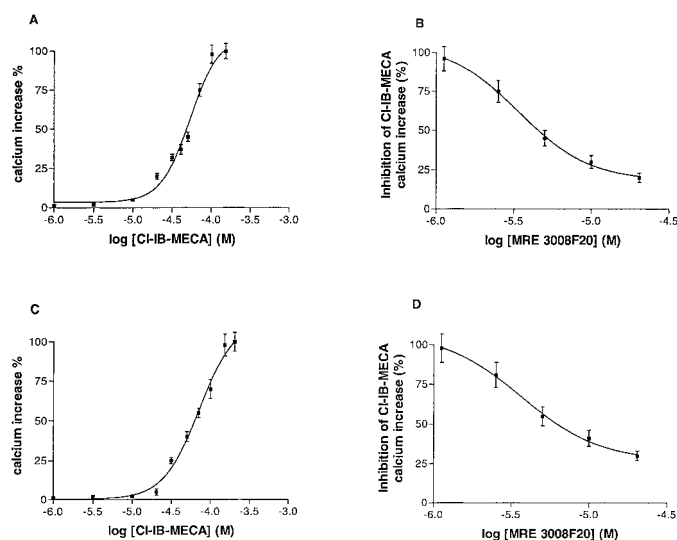 A
100
75
50
25
0
calcium increase %
-6.0 -5.5 -5.0 -4.5 -4.0 -3.5 -3.0
log [Cl-IB-MECA] (M)
B
100
75
50
25
0
Inhibition of Cl-IB-MECA
calcium increase (%)
-6.0 -5.5 -5.0 -4.5
log [MRE 3008F20] (M)
C
100
75
50
25
0
calcium increase %
-6.0 -5.5 -5.0 -4.5 -4.0 -3.5 -3.0
log [Cl-IB-MECA] (M)
D
100
75
50
25
0
Inhibition of Cl-IB-MECA
calcium increase (%)
-6.0 -5.5 -5.0 -4.5
log [MRE 3008F20] (M)